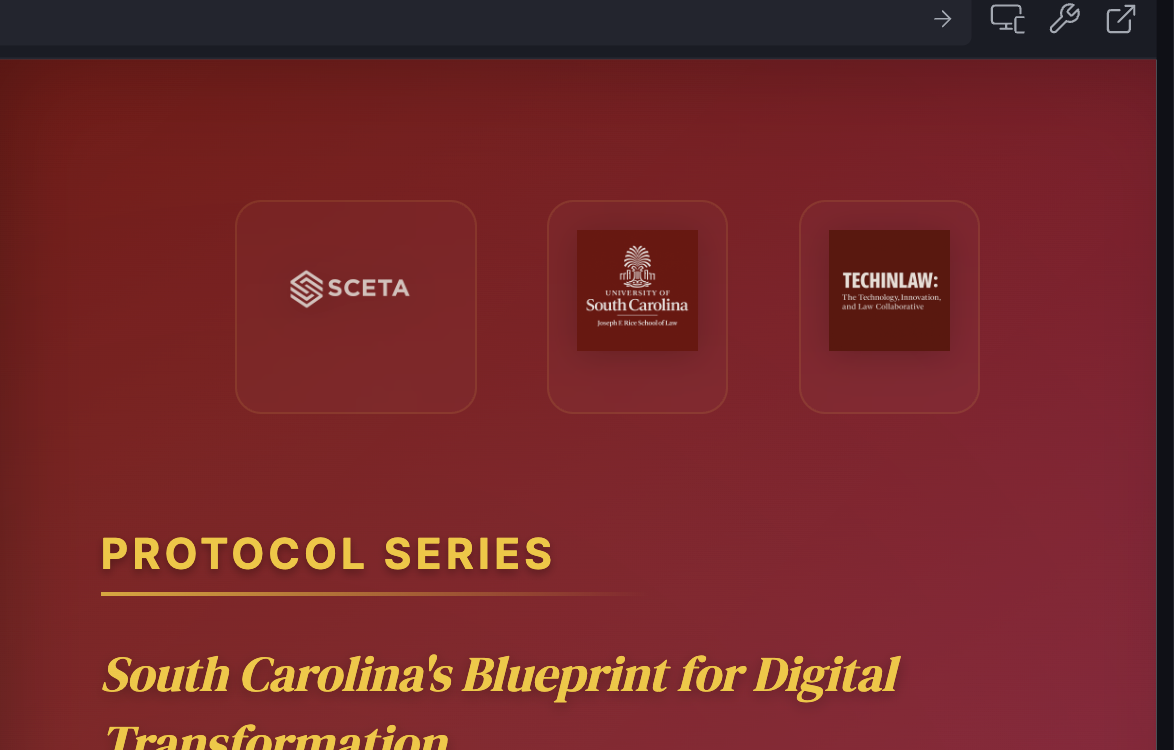 SCETA
UNIVERSITY OF
South Carolina
Joseph F. Rice School of Law
TECHINLAW:
The Technology, Innovation,
and Law Collaborative
PROTOCOL SERIES
South Carolina's Blueprint for Digital
Transformation